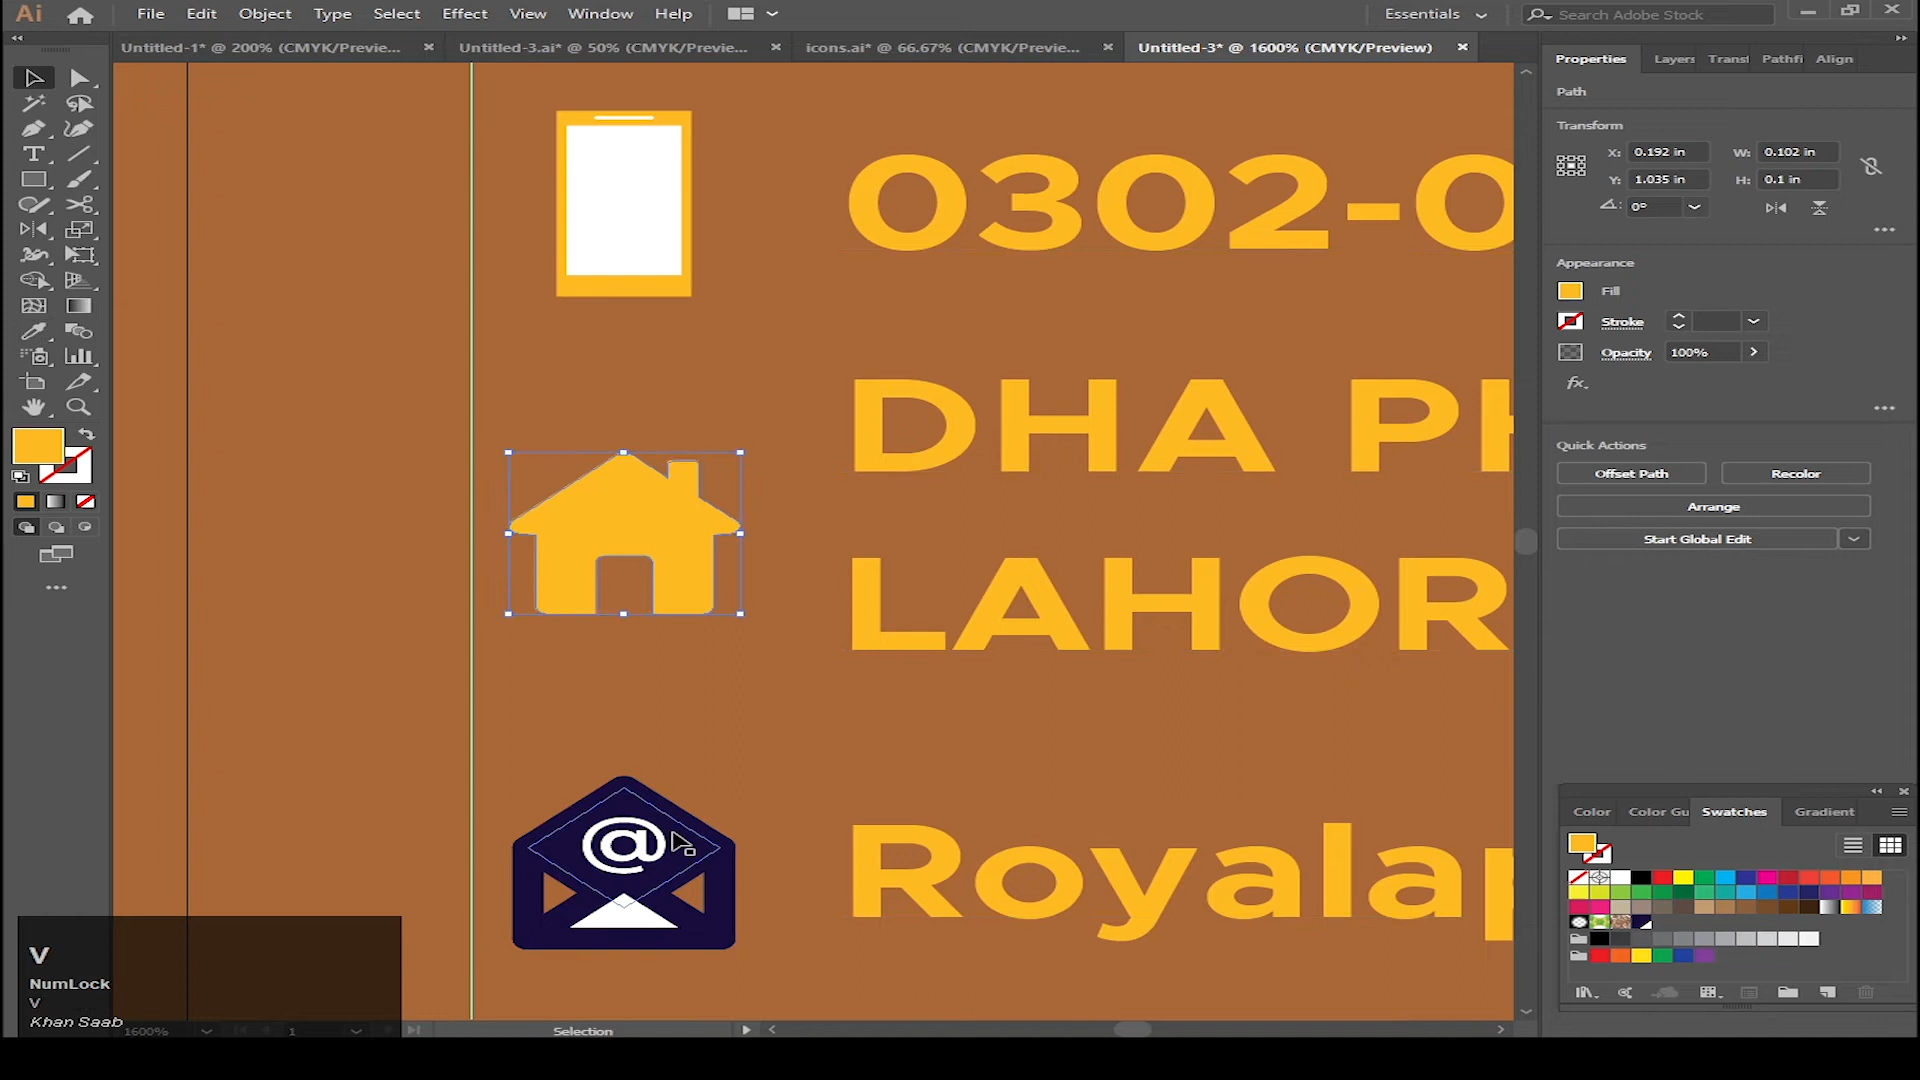 Ai File Edit Object Type Select Effect View Window Help Essentials Search Adobe Stock
Untitled-1* @ 200% (CMYK/Previe... Untitled-3.ai* @ 50% (CMYK/Previe... icons.ai* @ 66.67% (CMYK/Previe... Untitled-3* @ 1600% (CMYK/Preview)
Properties Layers Transf Pathfi Align
Path
Transform
X: 0.192 in W: 0.102 in
Y: 1.035 in H: 0.1 in
0°
Appearance
Fill
Stroke
Opacity 100%
fx.
Quick Actions
Offset Path Recolor
Arrange
Start Global Edit
0302-0
DHA PH
LAHOR
@
Royalap
Color Color Gu Swatches Gradient
V
NumLock
V
Khan Saab
1600% 1 Selection